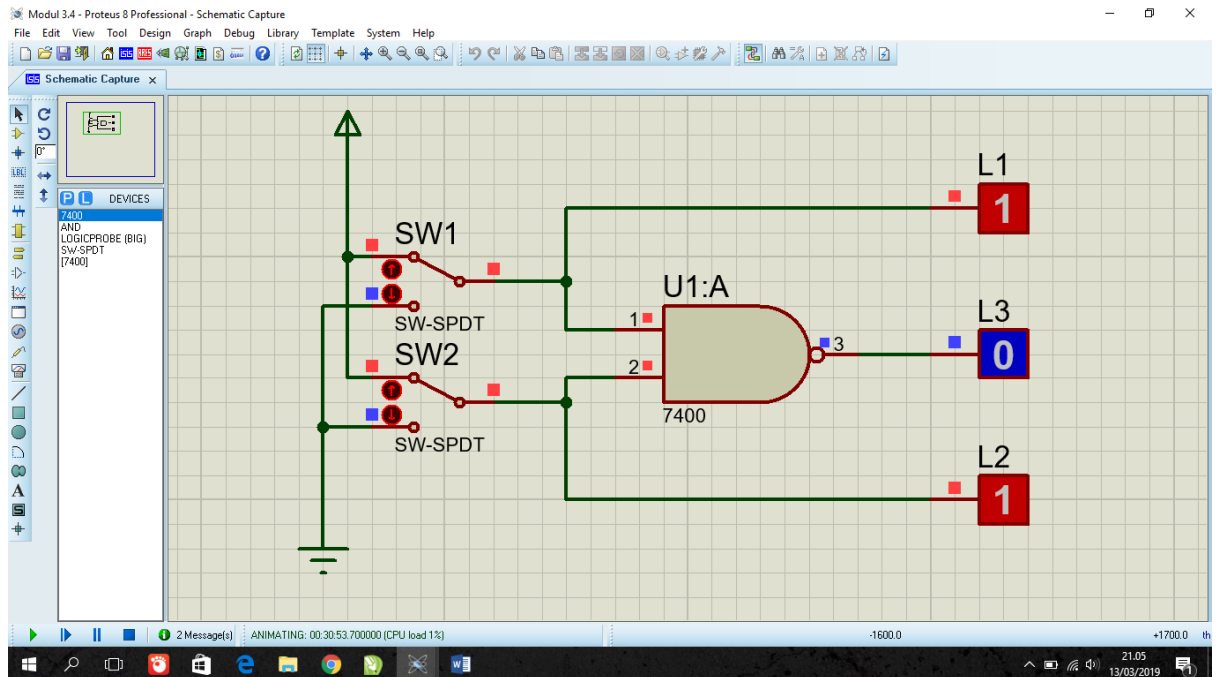 Modul 3.4 - Proteus 8 Professional - Schematic Capture
File Edit View Tool Design Graph Debug Library Template System Help
Schematic Capture
0°
LBL
A
S
P L DEVICES
7400
AND
LOGICPROBE (BIG)
SW-SPDT
[7400]
SW1
SW-SPDT
SW2
SW-SPDT
U1:A
1
2
3
7400
L1
1
L3
0
L2
1
2 Message(s)
ANIMATING: 00:30:53.700000 (CPU load 1%)
-1600.0
+1700.0
th
21.05
13/03/2019